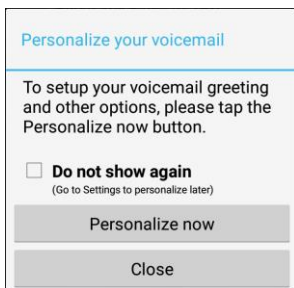 Personalize your voicemail
To setup your voicemail greeting
and other options, please tap the
Personalize now button.
Do not show again
(Go to Settings to personalize later)
Personalize now
Close